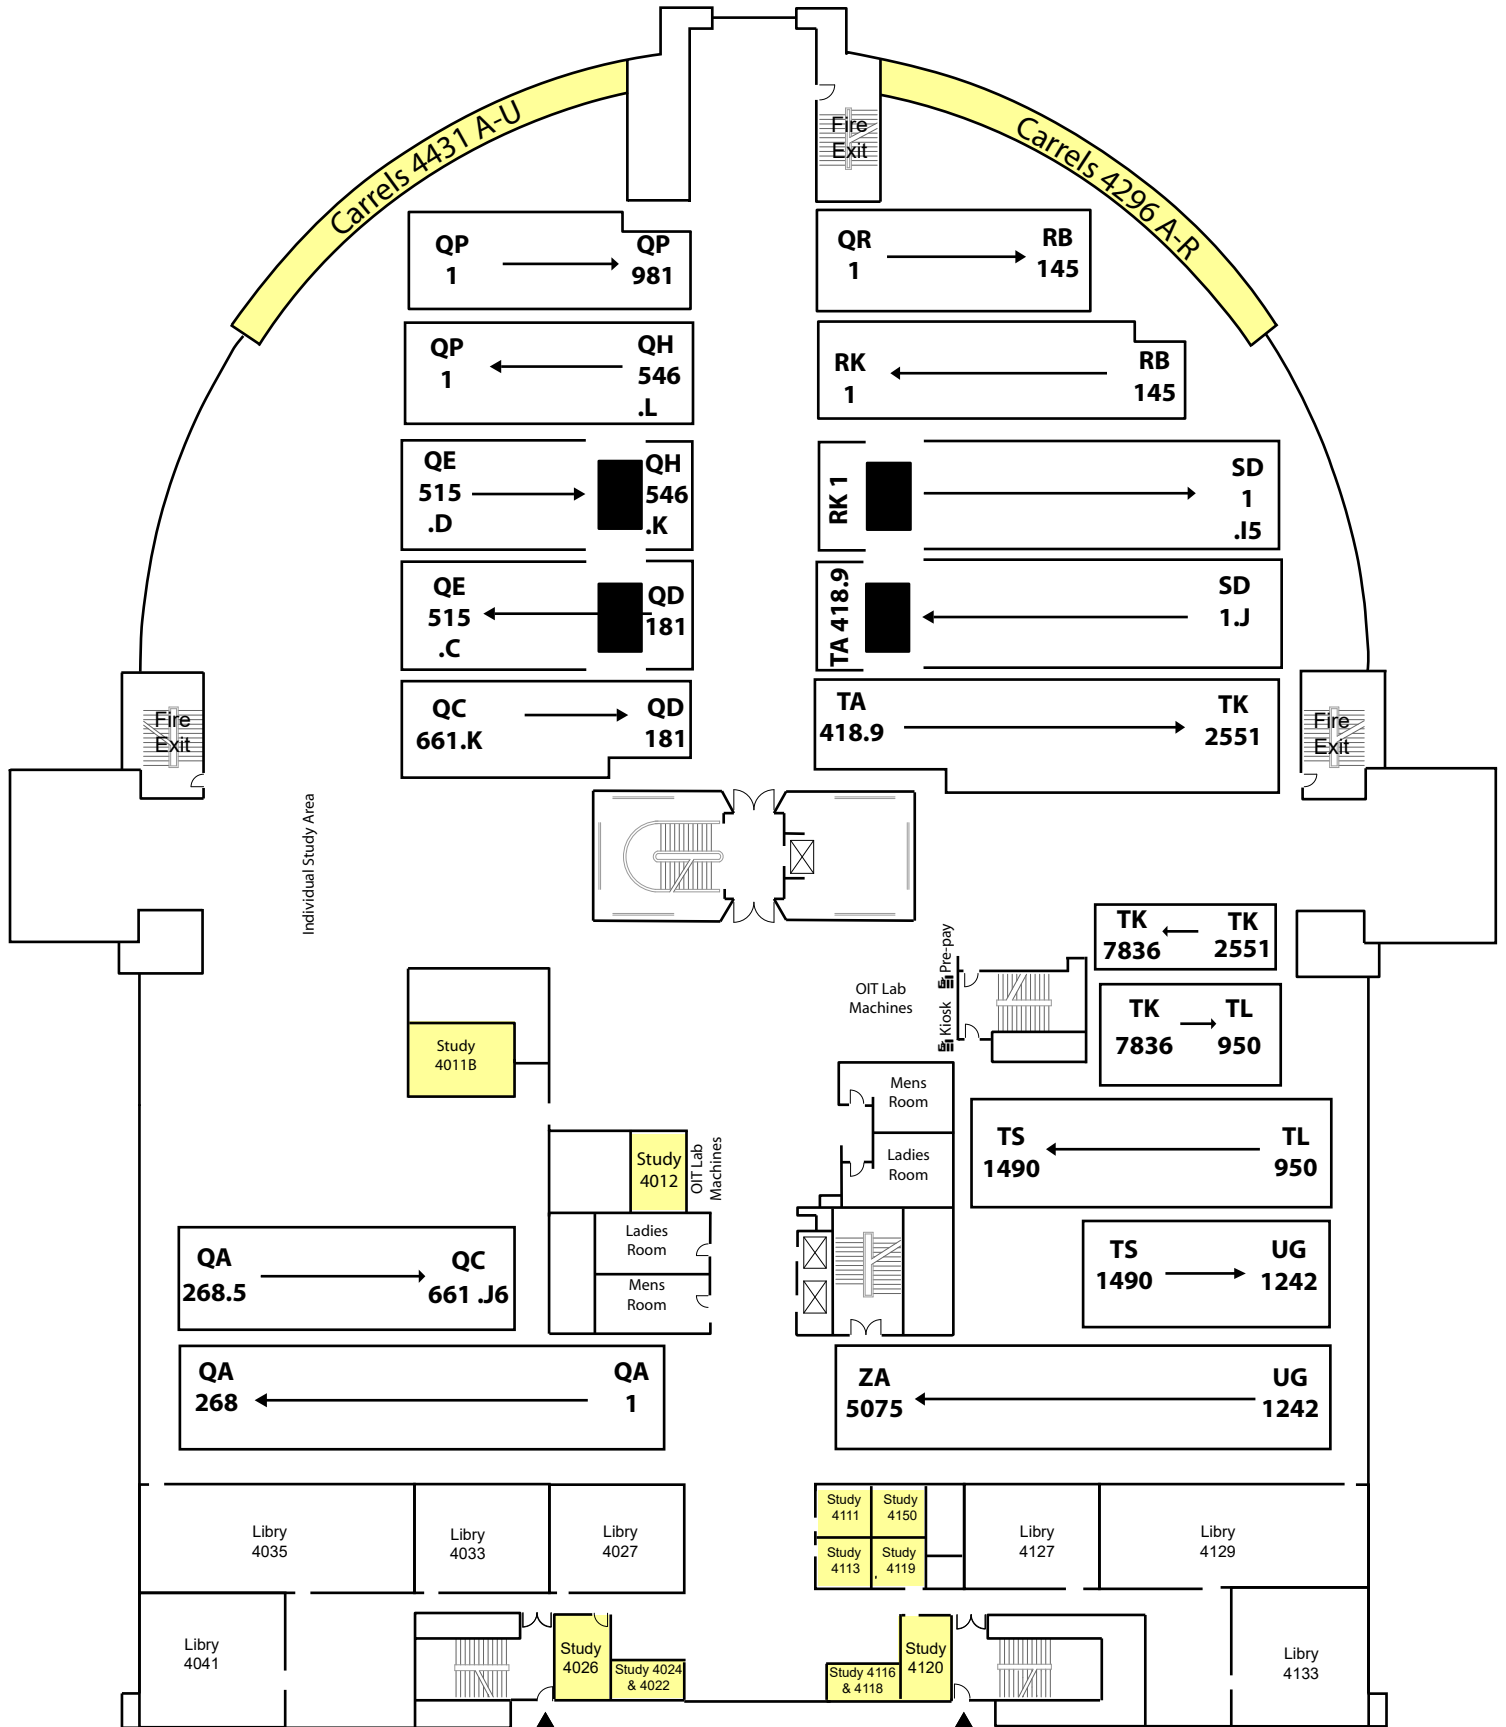 Carrels 4431 A-U
Carrels 4296 A-R
Fire
Exit
QP
1
QP
981
QR
1
RB
145
QP
1
QH
546
.L
RK
1
RB
145
QE
515
.D
QH
546
.K
RK 1
SD
1
.I5
QE
515
.C
QD
181
TA 418.9
SD
1.J
QC
661.K
QD
181
TA
418.9
TK
2551
Fire
Exit
Fire
Exit
Individual Study Area
TK
7836
TK
2551
Pre-pay
Kiosk
OIT Lab
Machines
TK
7836
TL
950
Study
4011B
Mens
Room
Ladies
Room
TS
1490
TL
950
Study
4012
OIT Lab
Machines
Ladies
Room
Mens
Room
QA
268.5
QC
661 .J6
TS
1490
UG
1242
QA
268
QA
1
ZA
5075
UG
1242
Libry
4035
Libry
4033
Libry
4027
Study
4111
Study
4150
Study
4113
Study
4119
Libry
4127
Libry
4129
Libry
4041
Study
4026
Study 4024
& 4022
Study 4116
& 4118
Study
4120
Libry
4133